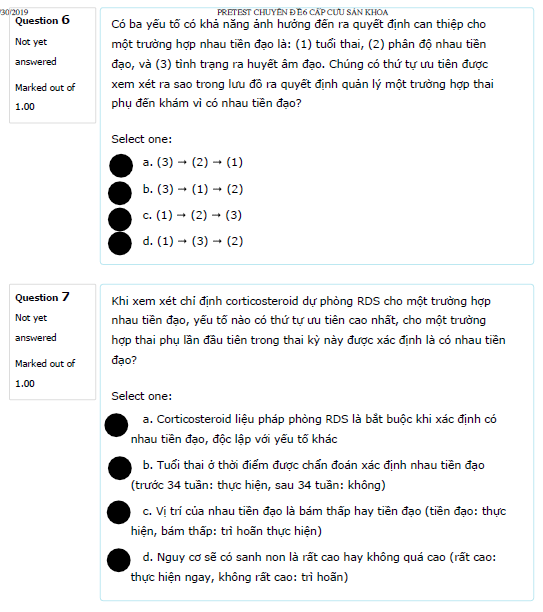 /30/2019
PRETEST CHUYÊN ĐỀ6 CẤP CỨU SẢN KHOA
Question 6
Not yet
answered
Marked out of
1.00
Có ba yếu tố có khả năng ảnh hưởng đến ra quyết định can thiệp cho
một trường hợp nhau tiền đạo là: (1) tuổi thai, (2) phân độ nhau tiền
đạo, và (3) tình trạng ra huyết âm đạo. Chúng có thứ tự ưu tiên được
xem xét ra sao trong lưu đồ ra quyết định quản lý một trường hợp thai
phụ đến khám vì có nhau tiền đạo?
Select one:
a. (3) → (2) → (1)
b. (3) → (1) → (2)
c. (1) → (2) → (3)
d. (1) → (3) → (2)
Question 7
Not yet
answered
Marked out of
1.00
Khi xem xét chỉ định corticosteroid dự phòng RDS cho một trường hợp
nhau tiền đạo, yếu tố nào có thứ tự ưu tiên cao nhất, cho một trường
hợp thai phụ lần đầu tiên trong thai kỳ này được xác định là có nhau tiền
đạo?
Select one:
a. Corticosteroid liệu pháp phòng RDS là bắt buộc khi xác định có
nhau tiền đạo, độc lập với yếu tố khác
b. Tuổi thai ở thời điểm được chẩn đoán xác định nhau tiền đạo
(trước 34 tuần: thực hiện, sau 34 tuần: không)
c. Vị trí của nhau tiền đạo là bám thấp hay tiền đạo (tiền đạo: thực
hiện, bám thấp: trì hoãn thực hiện)
d. Nguy cơ sẽ có sanh non là rất cao hay không quá cao (rất cao:
thực hiện ngay, không rất cao: trì hoãn)